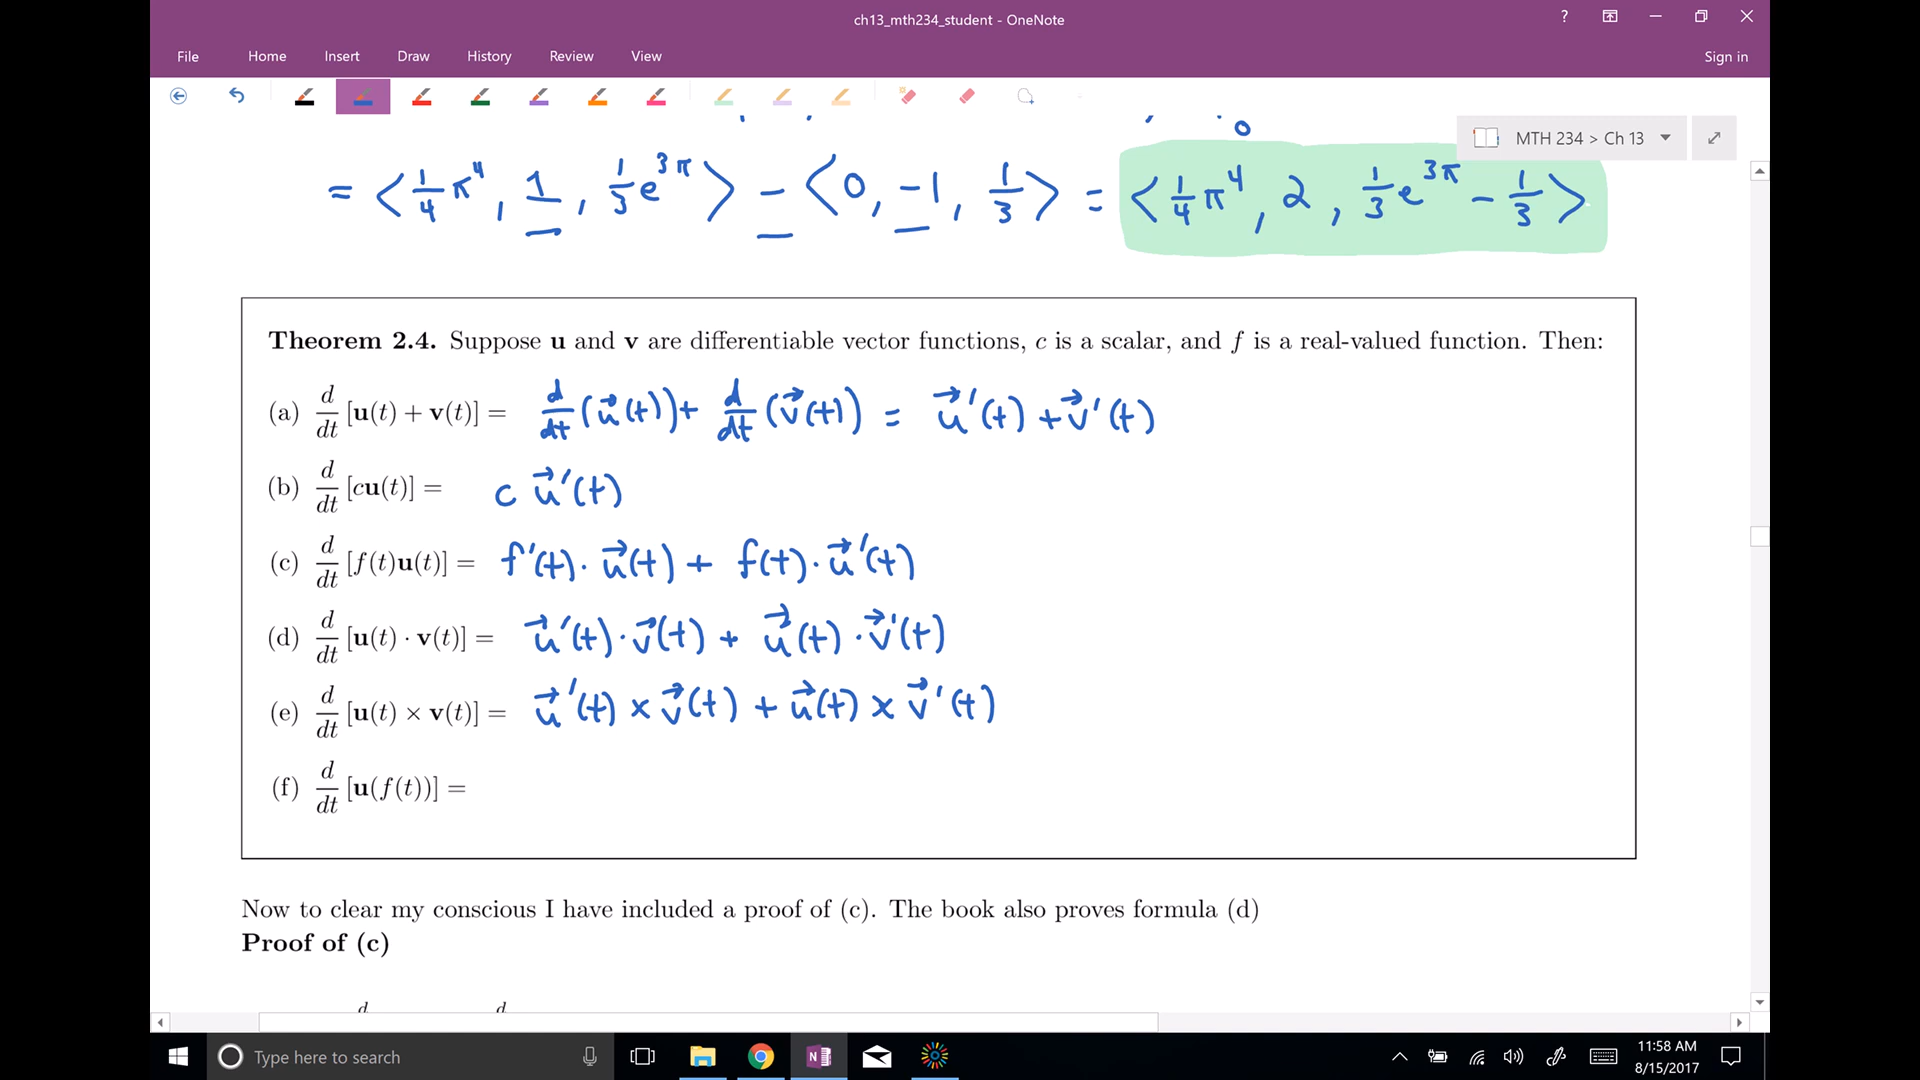 ch13_mth234_student - OneNote
?
File Home Insert Draw History Review View Sign in
MTH 234 > Ch 13
= ⟨¼π⁴, 1, ⅓e^{3π}⟩ − ⟨0, −1, ⅓⟩ = ⟨¼π⁴, 2, ⅓e^{3π} − ⅓⟩
Theorem 2.4. Suppose u and v are differentiable vector functions, c is a scalar, and f is a real-valued function. Then:
(a) d/dt [u(t) + v(t)] = d/dt (u⃗(t)) + d/dt (v⃗(t)) = u⃗'(t) + v⃗'(t)
(b) d/dt [cu(t)] = c u⃗'(t)
(c) d/dt [f(t)u(t)] = f'(t) · u⃗(t) + f(t) · u⃗'(t)
(d) d/dt [u(t) · v(t)] = u⃗'(t) · v⃗(t) + u⃗(t) · v⃗'(t)
(e) d/dt [u(t) × v(t)] = u⃗'(t) × v⃗(t) + u⃗(t) × v⃗'(t)
(f) d/dt [u(f(t))] =
Now to clear my conscious I have included a proof of (c). The book also proves formula (d)
Proof of (c)
d d
Type here to search
11:58 AM
8/15/2017